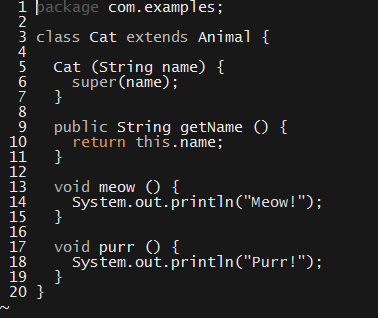 1 package com.examples;
2
3 class Cat extends Animal {
4
5   Cat (String name) {
6     super(name);
7   }
8
9   public String getName () {
10     return this.name;
11   }
12
13   void meow () {
14     System.out.println("Meow!");
15   }
16
17   void purr () {
18     System.out.println("Purr!");
19   }
20 }
~